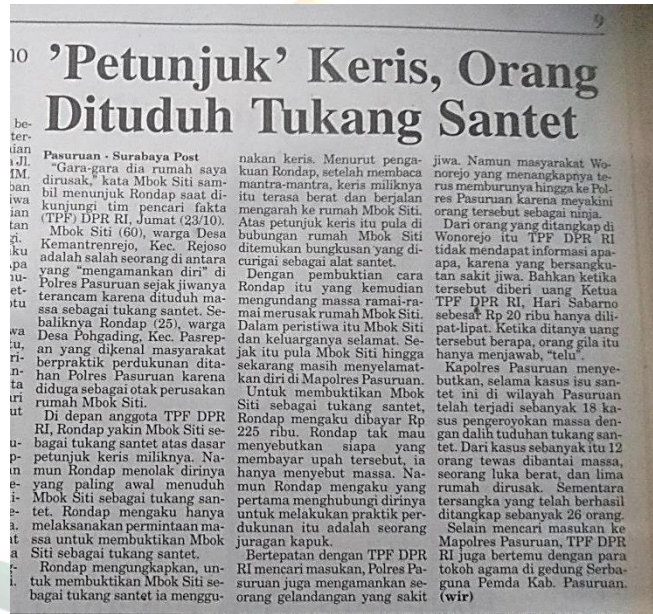 9
'Petunjuk' Keris, Orang
Dituduh Tukang Santet
Pasuruan - Surabaya Post
"Gara-gara dia rumah saya
dirusak," kata Mbok Siti sam-
bil menunjuk Rondap saat di-
kunjungi tim pencari fakta
(TPF) DPR RI, Jumat (23/10).
Mbok Siti (60), warga Desa
Kemantrenrejo, Kec. Rejoso
adalah salah seorang di antara
yang "mengamankan diri" di
Polres Pasuruan sejak jiwanya
terancam karena dituduh ma-
ssa sebagai tukang santet. Se-
baliknya Rondap (25), warga
Desa Pohgading, Kec. Pasrep-
an yang dikenal masyarakat
berpraktik perdukunan dita-
han Polres Pasuruan karena
diduga sebagai otak perusakan
rumah Mbok Siti.
Di depan anggota TPF DPR
RI, Rondap yakin Mbok Siti se-
bagai tukang santet atas dasar
petunjuk keris miliknya. Na-
mun Rondap menolak dirinya
yang paling awal menuduh
Mbok Siti sebagai tukang san-
tet. Rondap mengaku hanya
melaksanakan permintaan ma-
ssa untuk membuktikan Mbok
Siti sebagai tukang santet.
Rondap mengungkapkan, un-
tuk membuktikan Mbok Siti se-
bagai tukang santet ia menggu-
nakan keris. Menurut penga-
kuan Rondap, setelah membaca
mantra-mantra, keris miliknya
itu terasa berat dan berjalan
mengarah ke rumah Mbok Siti.
Atas petunjuk keris itu pula di
bubungan rumah Mbok Siti
ditemukan bungkusan yang di-
curigai sebagai alat santet.
Dengan pembuktian cara
Rondap itu yang kemudian
mengundang massa ramai-ra-
mai merusak rumah Mbok Siti.
Dalam peristiwa itu Mbok Siti
dan keluarganya selamat. Se-
jak itu pula Mbok Siti hingga
sekarang masih menyelamat-
kan diri di Mapolres Pasuruan.
Untuk membuktikan Mbok
Siti sebagai tukang santet,
Rondap mengaku dibayar Rp
225 ribu. Rondap tak mau
menyebutkan siapa yang
membayar upah tersebut, ia
hanya menyebut massa. Na-
mun Rondap mengaku yang
pertama menghubungi dirinya
untuk melakukan praktik per-
dukunan itu adalah seorang
juragan kapuk.
Bertepatan dengan TPF DPR
RI mencari masukan, Polres Pa-
suruan juga mengamankan se-
orang gelandangan yang sakit
jiwa. Namun masyarakat Wo-
norejo yang menangkapnya te-
rus memburunya hingga ke Pol-
res Pasuruan karena meyakini
orang tersebut sebagai ninja.
Dari orang yang ditangkap di
Wonorejo itu TPF DPR RI
tidak mendapat informasi apa-
apa, karena yang bersangku-
tan sakit jiwa. Bahkan ketika
tersebut diberi uang Ketua
TPF DPR RI, Hari Sabarno
sebesar Rp 20 ribu hanya dili-
pat-lipat. Ketika ditanya uang
tersebut berapa, orang gila itu
hanya menjawab, "telu".
Kapolres Pasuruan menye-
butkan, selama kasus isu san-
tet ini di wilayah Pasuruan
telah terjadi sebanyak 18 ka-
sus pengeroyokan massa den-
gan dalih tuduhan tukang san-
tet. Dari kasus sebanyak itu 12
orang tewas dibantai massa,
seorang luka berat, dan lima
rumah dirusak. Sementara
tersangka yang telah berhasil
ditangkap sebanyak 26 orang.
Selain mencari masukan ke
Mapolres Pasuruan, TPF DPR
RI juga bertemu dengan para
tokoh agama di gedung Serba-
guna Pemda Kab. Pasuruan.
(wir)